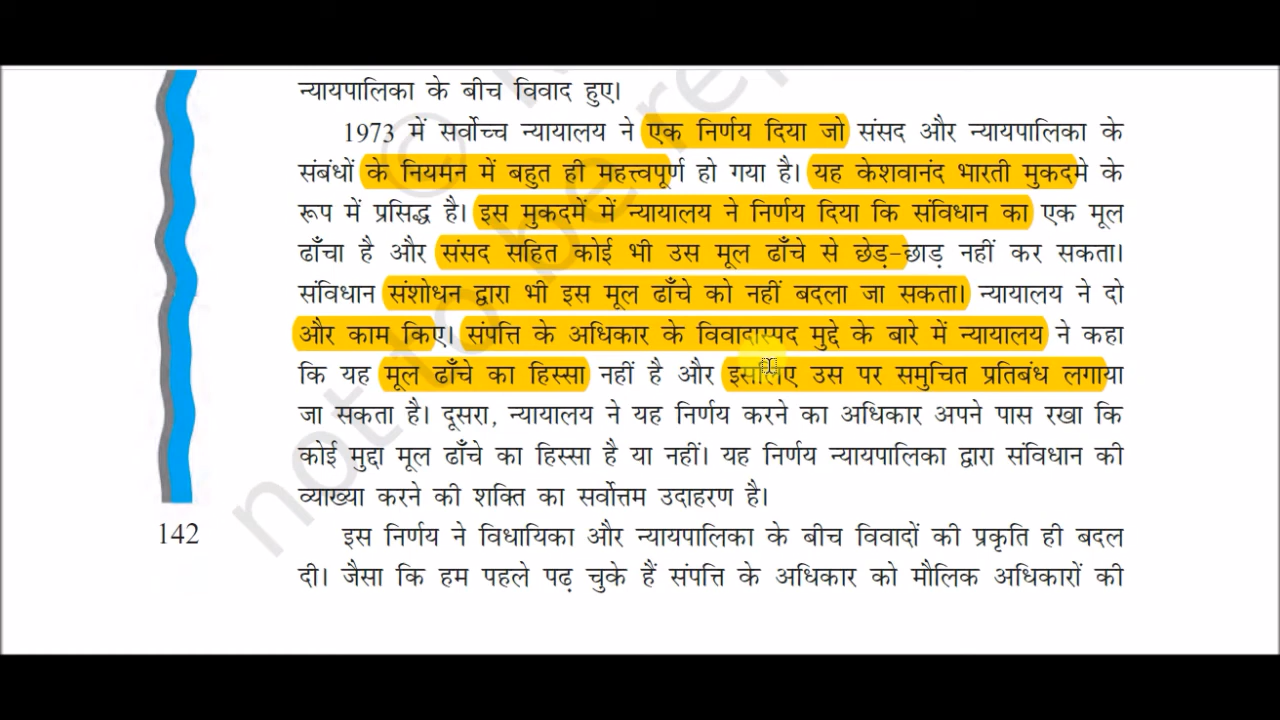 न्यायपालिका के बीच विवाद हुए।
1973 में सर्वोच्च न्यायालय ने एक निर्णय दिया जो संसद और न्यायपालिका के
संबंधों के नियमन में बहुत ही महत्त्वपूर्ण हो गया है। यह केशवानंद भारती मुकदमे के
रूप में प्रसिद्ध है। इस मुकदमें में न्यायालय ने निर्णय दिया कि संविधान का एक मूल
ढाँचा है और संसद सहित कोई भी उस मूल ढाँचे से छेड़-छाड़ नहीं कर सकता।
संविधान संशोधन द्वारा भी इस मूल ढाँचे को नहीं बदला जा सकता। न्यायालय ने दो
और काम किए। संपत्ति के अधिकार के विवादास्पद मुद्दे के बारे में न्यायालय ने कहा
कि यह मूल ढाँचे का हिस्सा नहीं है और इसलिए उस पर समुचित प्रतिबंध लगाया
जा सकता है। दूसरा, न्यायालय ने यह निर्णय करने का अधिकार अपने पास रखा कि
कोई मुद्दा मूल ढाँचे का हिस्सा है या नहीं। यह निर्णय न्यायपालिका द्वारा संविधान की
व्याख्या करने की शक्ति का सर्वोत्तम उदाहरण है।
142
इस निर्णय ने विधायिका और न्यायपालिका के बीच विवादों की प्रकृति ही बदल
दी। जैसा कि हम पहले पढ़ चुके हैं संपत्ति के अधिकार को मौलिक अधिकारों की
not to be re